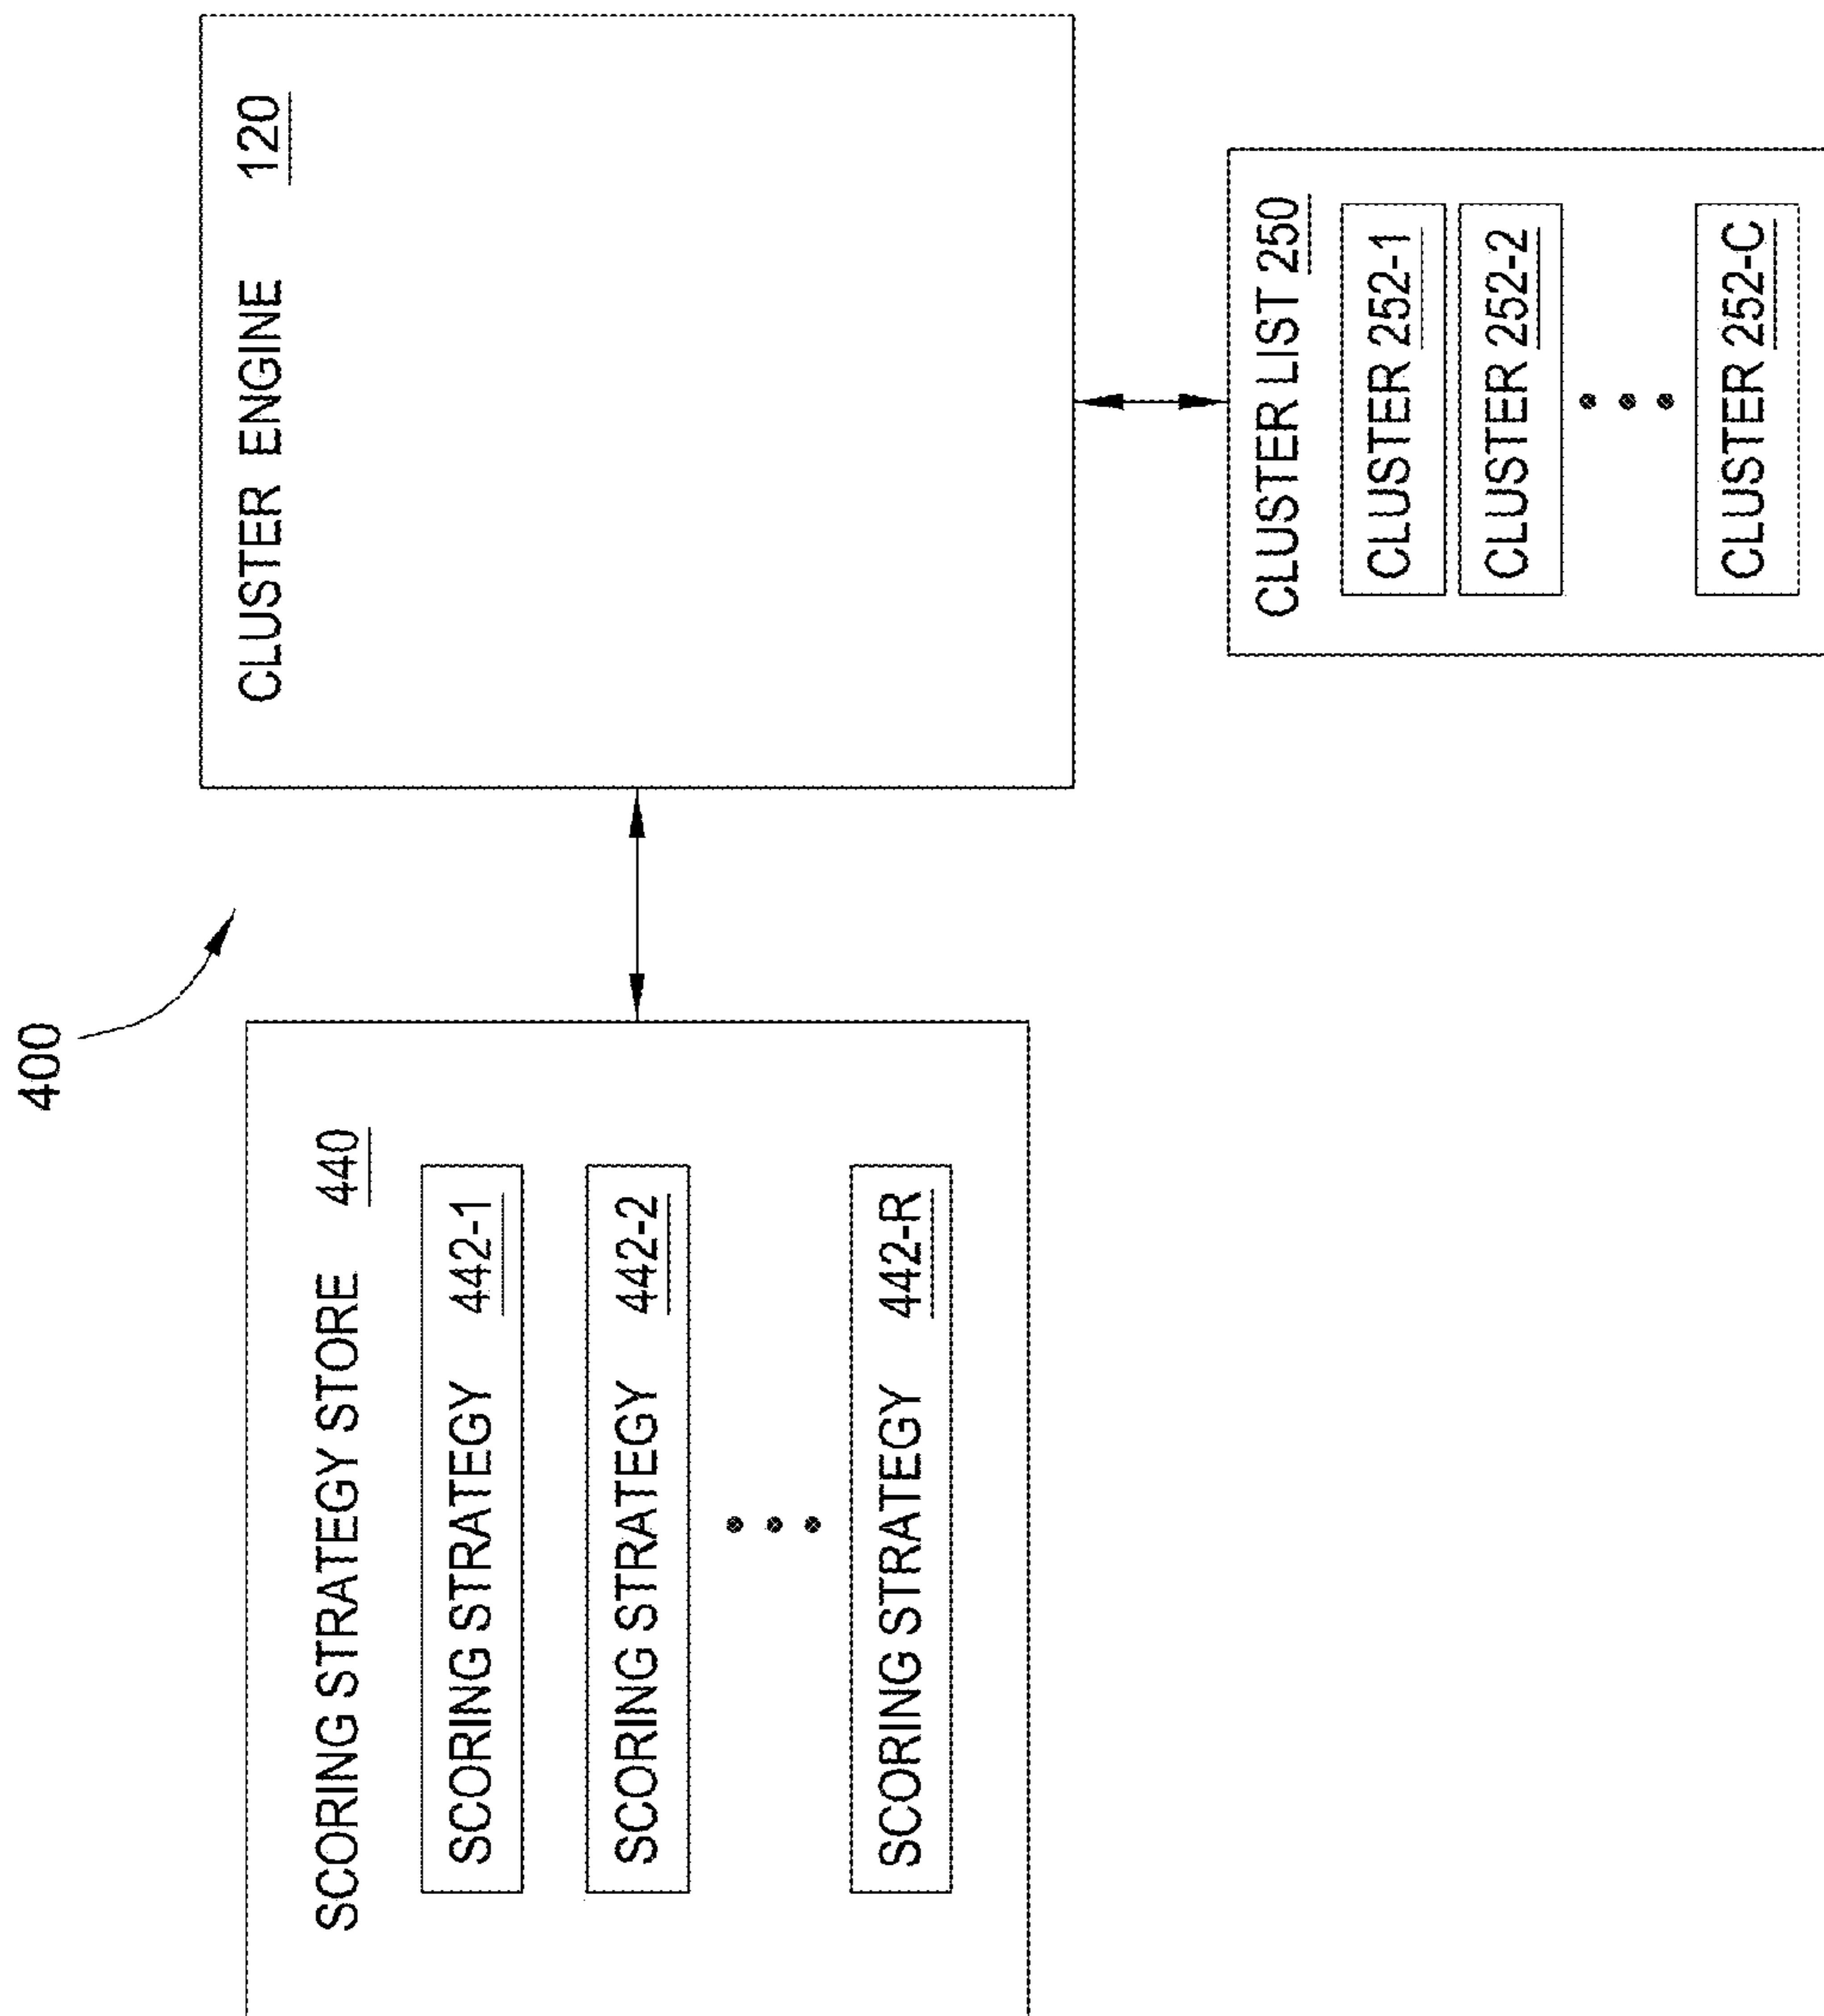 400
SCORING STRATEGY STORE 440
SCORING STRATEGY 442-1
SCORING STRATEGY 442-2
SCORING STRATEGY 442-R
CLUSTER ENGINE 120
CLUSTER LIST 250
CLUSTER 252-1
CLUSTER 252-2
CLUSTER 252-C